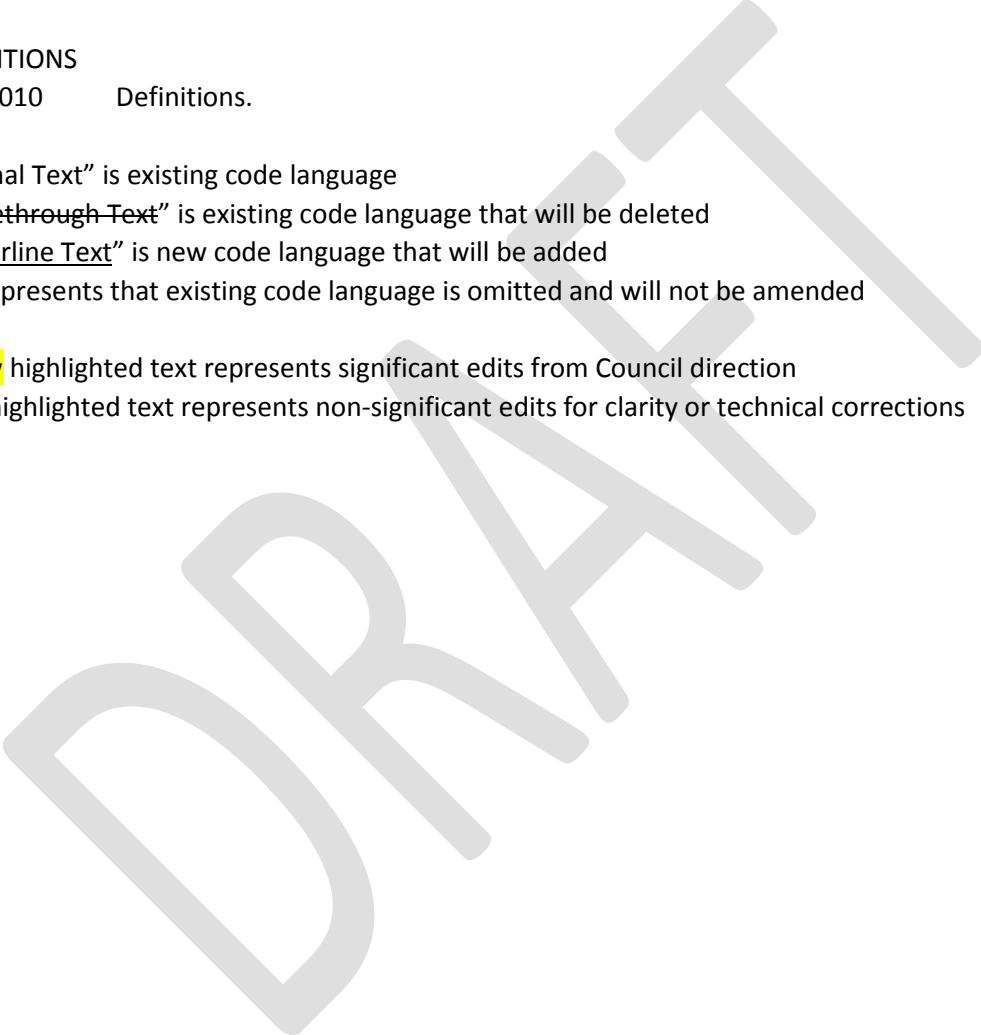 ITIONS
010 Definitions.
nal Text” is existing code language
ethrough Text” is existing code language that will be deleted
rline Text” is new code language that will be added
presents that existing code language is omitted and will not be amended
highlighted text represents significant edits from Council direction
highlighted text represents non-significant edits for clarity or technical corrections
DRAFT